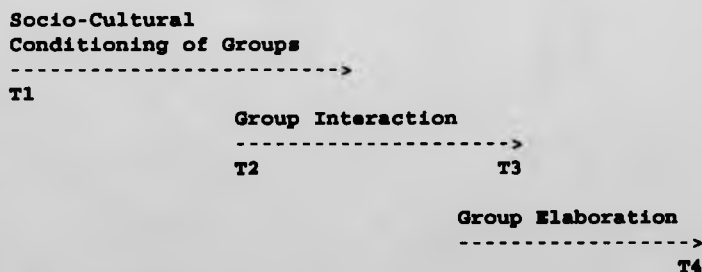 Socio-Cultural
Conditioning of Groups
--------------------------->
T1
Group Interaction
----------------------->
T2 T3
Group Elaboration
------------------->
T4